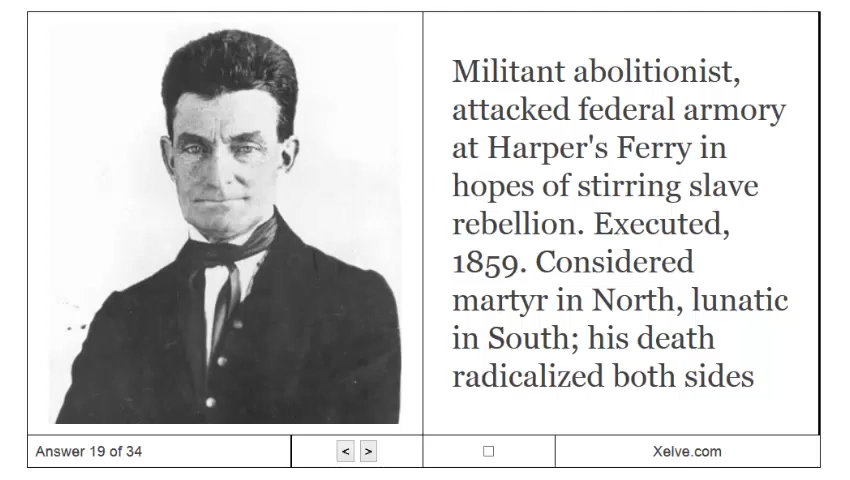 Militant abolitionist,
attacked federal armory
at Harper's Ferry in
hopes of stirring slave
rebellion. Executed,
1859. Considered
martyr in North, lunatic
in South; his death
radicalized both sides
Answer 19 of 34
< >
Xelve.com